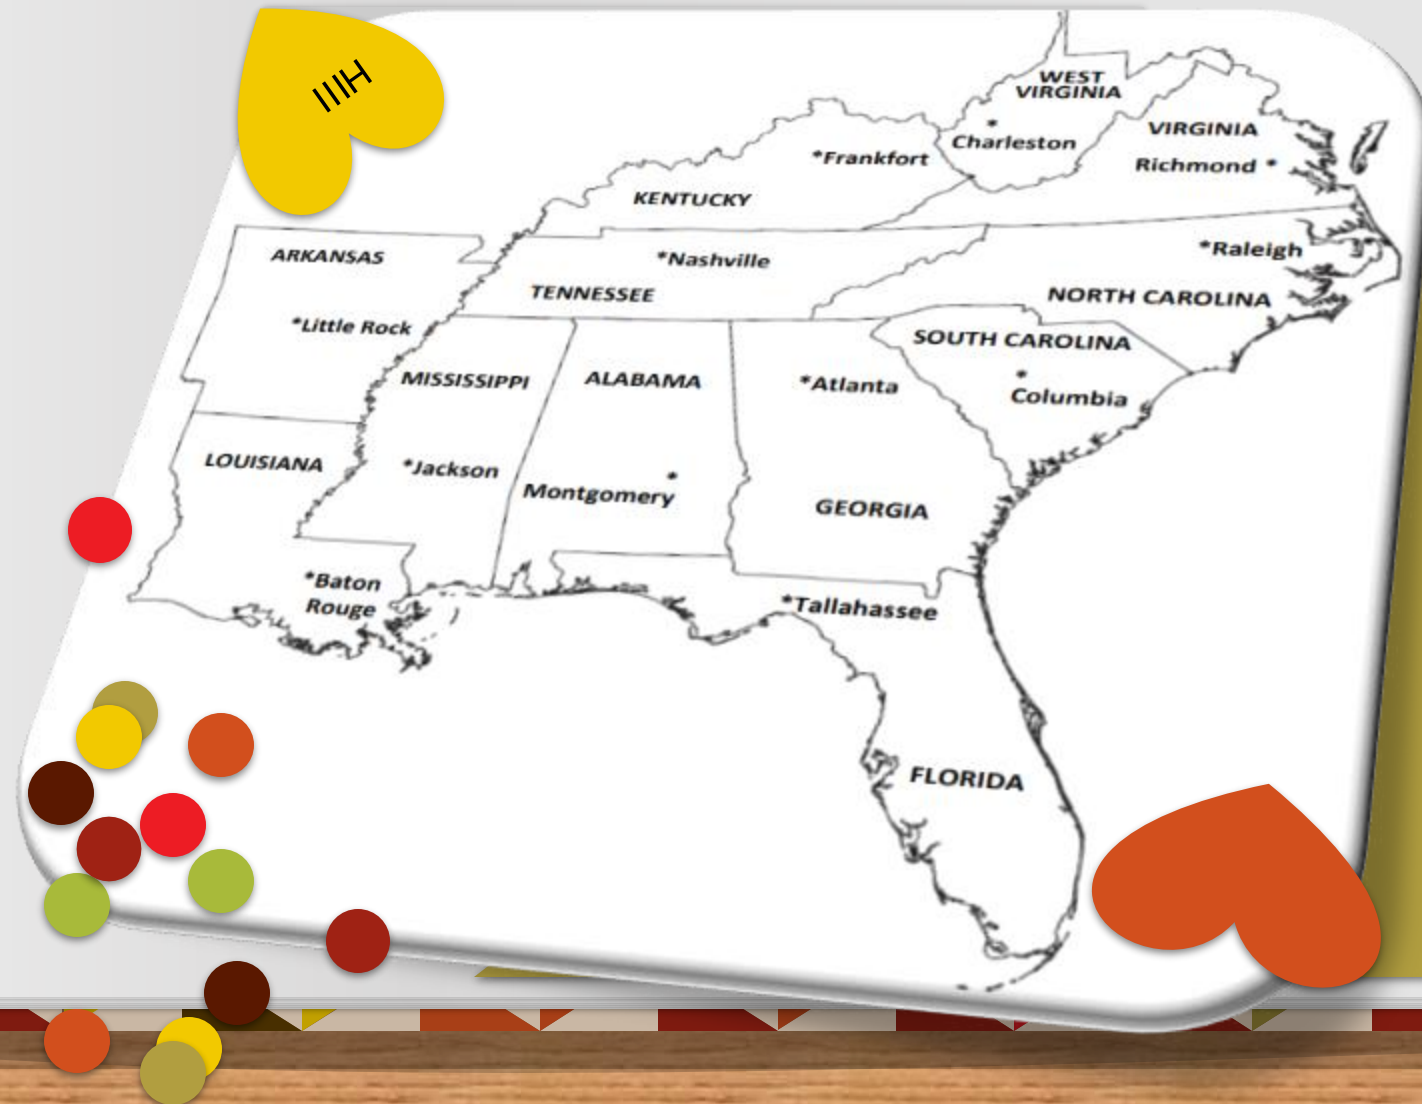 IIIH
WEST
VIRGINIA
*
Charleston
VIRGINIA
Richmond *
*Frankfort
KENTUCKY
ARKANSAS
*Nashville
*Raleigh
TENNESSEE
NORTH CAROLINA
*Little Rock
SOUTH CAROLINA
MISSISSIPPI
ALABAMA
*Atlanta
*
Columbia
LOUISIANA
*Jackson
*
Montgomery
GEORGIA
*Baton
Rouge
*Tallahassee
FLORIDA